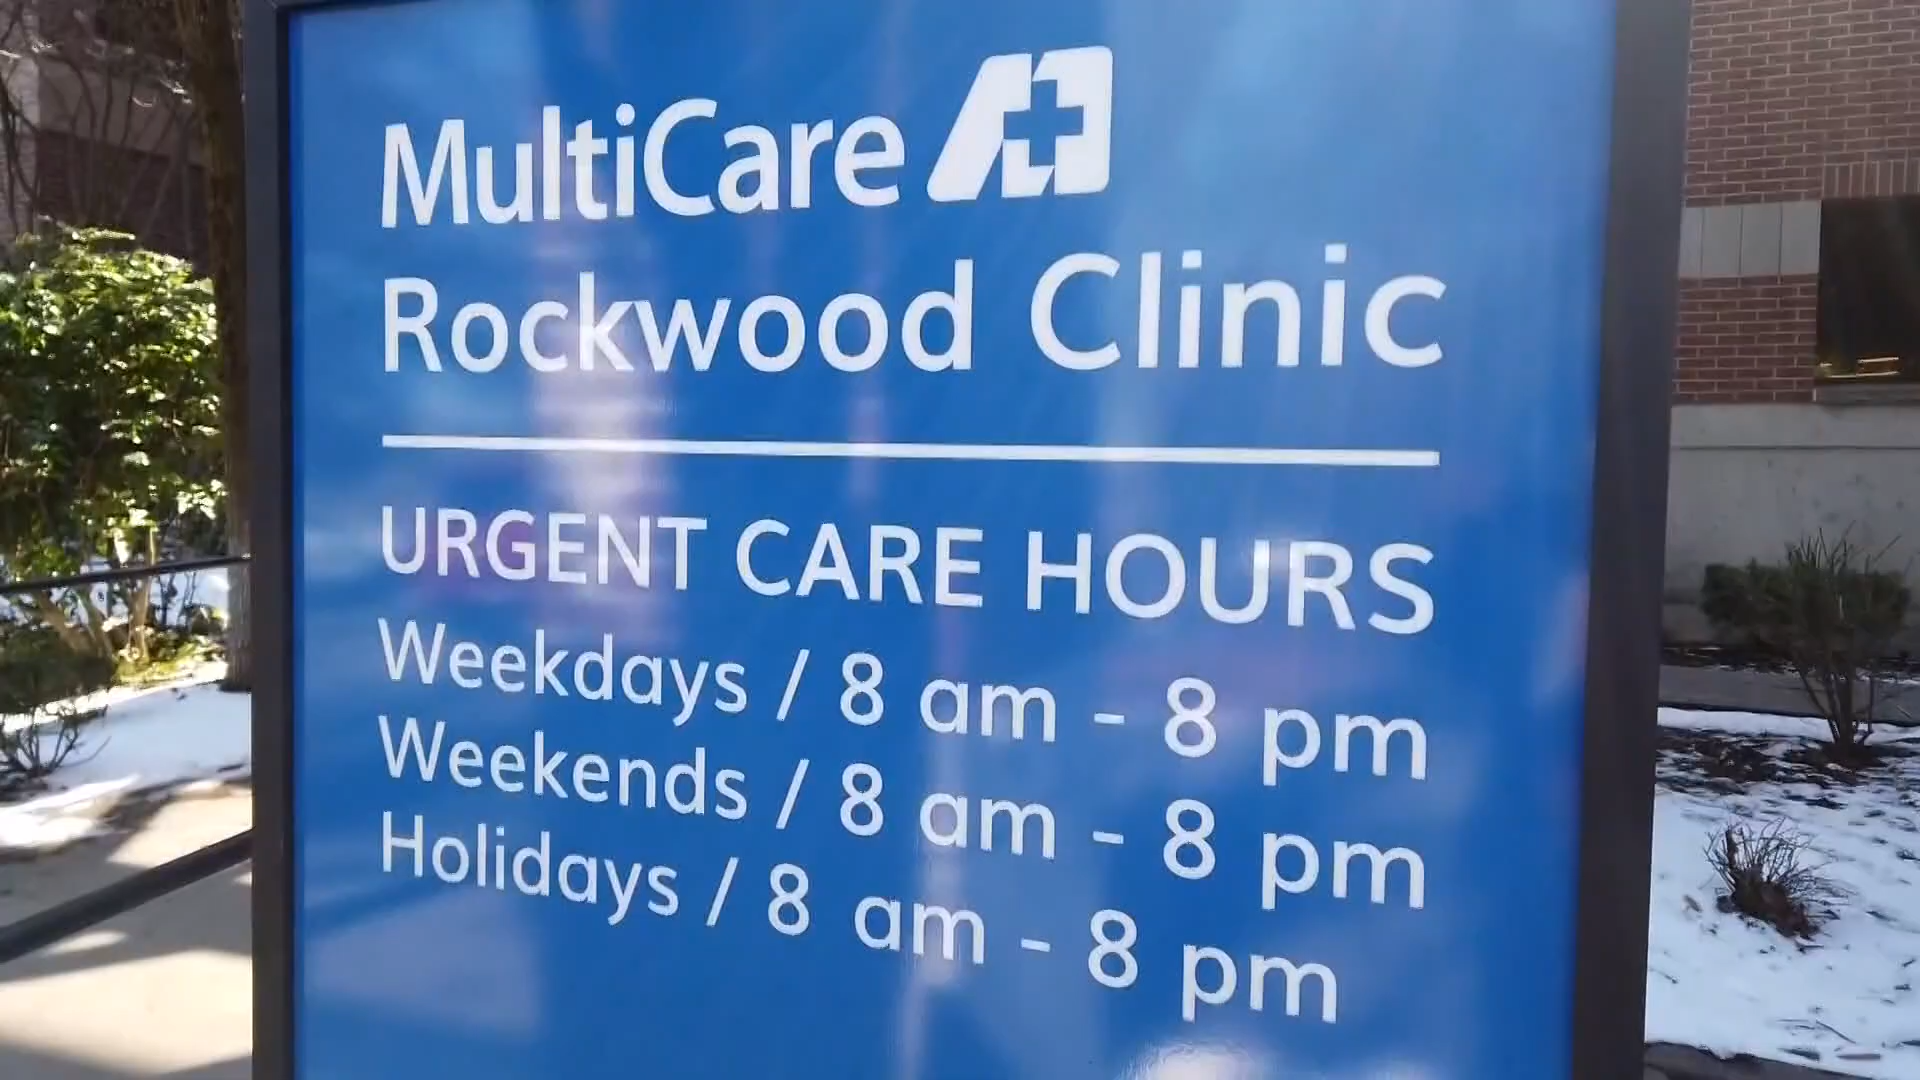 MultiCare
Rockwood Clinic
URGENT CARE HOURS
Weekdays / 8 am - 8 pm
Weekends / 8 am - 8 pm
Holidays / 8 am - 8 pm